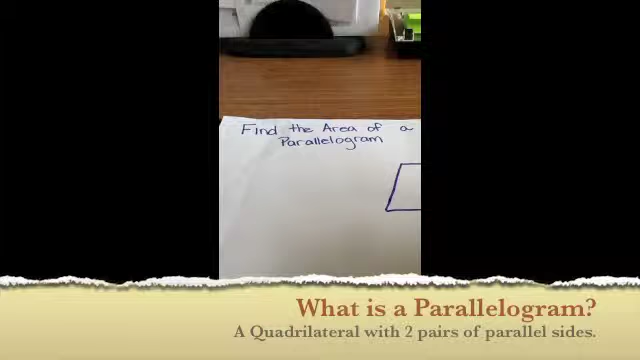 Find the Area of a
Parallelogram
What is a Parallelogram?
A Quadrilateral with 2 pairs of parallel sides.